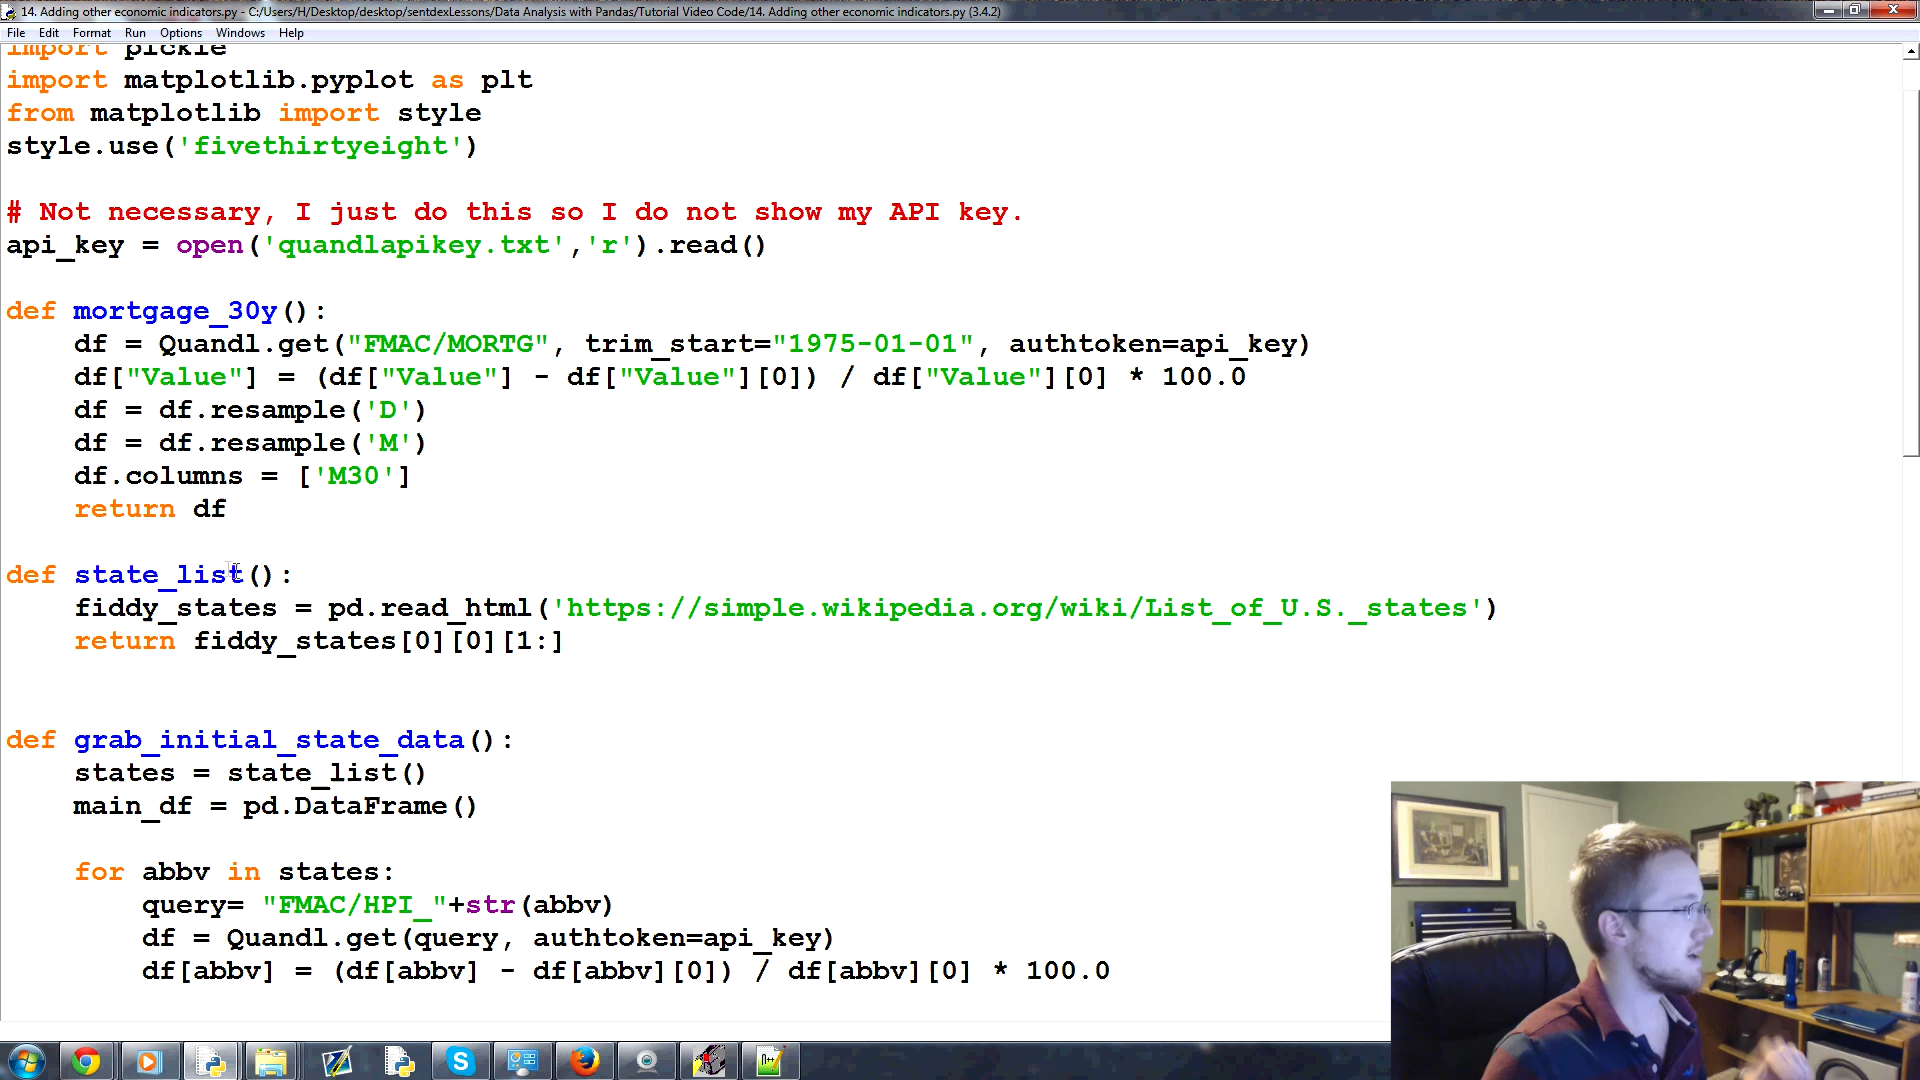 14. Adding other economic indicators.py - C:/Users/H/Desktop/desktop/sentdexLessons/Data Analysis with Pandas/Tutorial Video Code/14. Adding other economic indicators.py (3.4.2)
File Edit Format Run Options Windows Help
import pickle
import matplotlib.pyplot as plt
from matplotlib import style
style.use('fivethirtyeight')
# Not necessary, I just do this so I do not show my API key.
api_key = open('quandlapikey.txt','r').read()
def mortgage_30y():
    df = Quandl.get("FMAC/MORTG", trim_start="1975-01-01", authtoken=api_key)
    df["Value"] = (df["Value"] - df["Value"][0]) / df["Value"][0] * 100.0
    df = df.resample('D')
    df = df.resample('M')
    df.columns = ['M30']
    return df
def state_list():
    fiddy_states = pd.read_html('https://simple.wikipedia.org/wiki/List_of_U.S._states')
    return fiddy_states[0][0][1:]
def grab_initial_state_data():
    states = state_list()
    main_df = pd.DataFrame()
    for abbv in states:
        query= "FMAC/HPI_"+str(abbv)
        df = Quandl.get(query, authtoken=api_key)
        df[abbv] = (df[abbv] - df[abbv][0]) / df[abbv][0] * 100.0